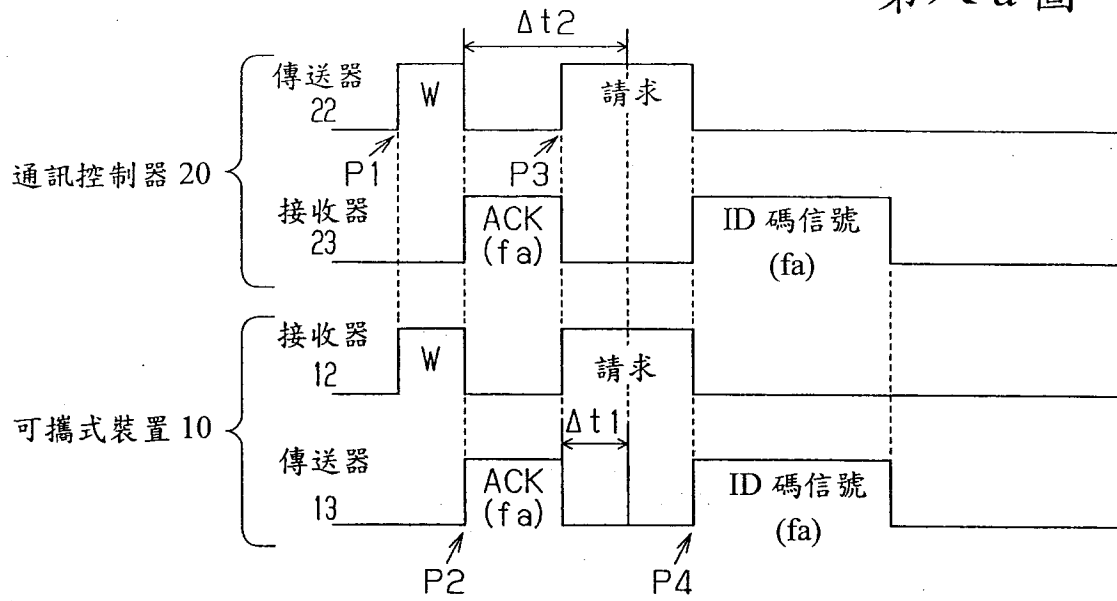 Δt2
傳送器
22
W
請求
P1
P3
通訊控制器 20
接收器
23
ACK
(fa)
ID 碼信號
(fa)
接收器
12
W
請求
可攜式裝置 10
Δt1
傳送器
13
ACK
(fa)
ID 碼信號
(fa)
P2
P4